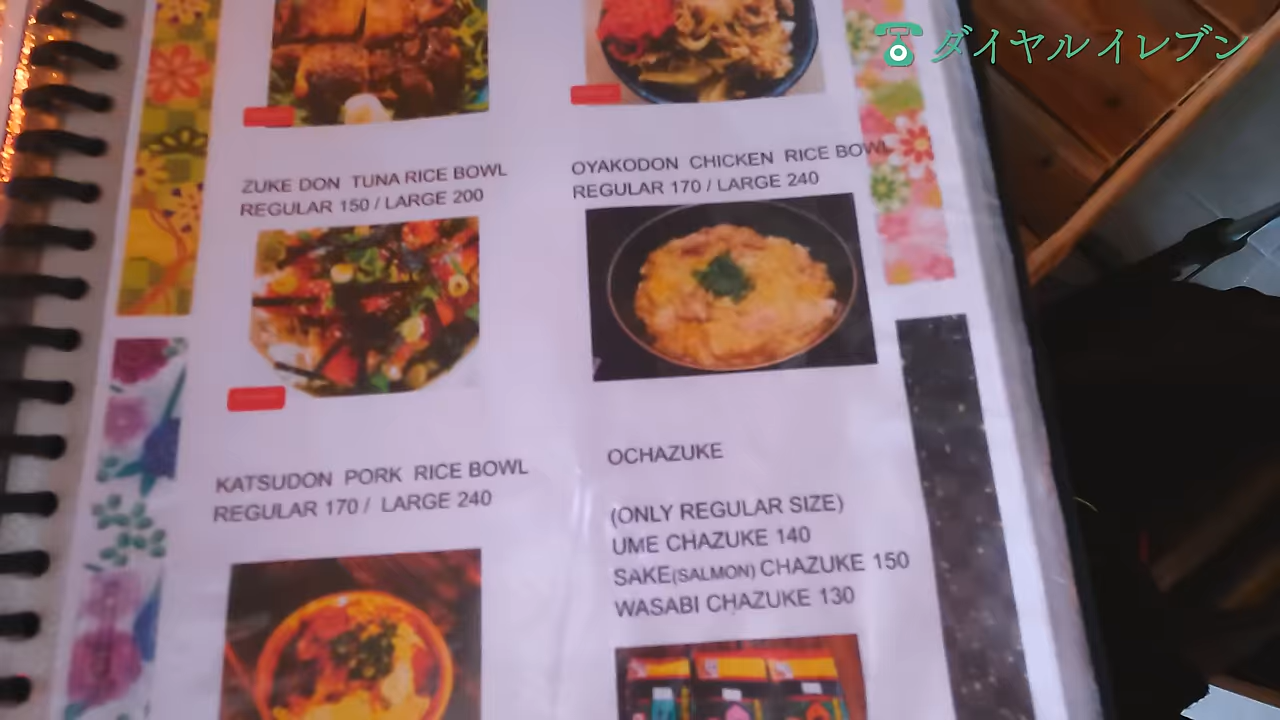 ダイヤルイレブン
ZUKE DON TUNA RICE BOWL
REGULAR 150 / LARGE 200
OYAKODON CHICKEN RICE BOWL
REGULAR 170 / LARGE 240
KATSUDON PORK RICE BOWL
REGULAR 170 / LARGE 240
OCHAZUKE
(ONLY REGULAR SIZE)
UME CHAZUKE 140
SAKE(SALMON) CHAZUKE 150
WASABI CHAZUKE 130